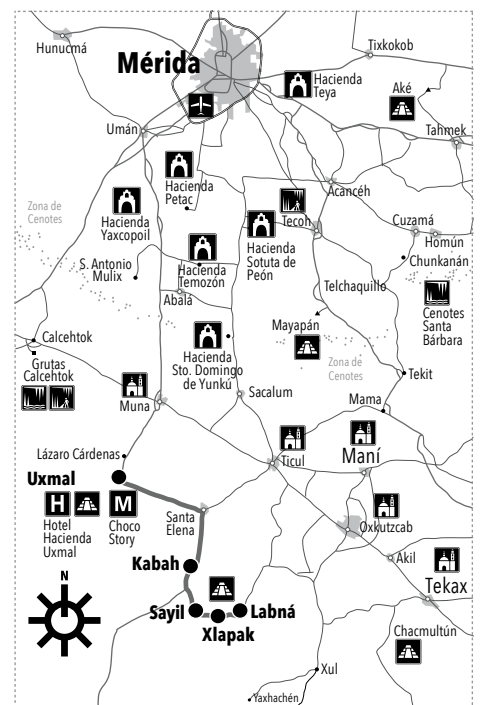 Hunucmá
Tixkokob
Mérida
Hacienda
Teya
Aké
Umán
Tahmek
Hacienda
Petac
Acancéh
Zona de
Cenotes
Hacienda
Yaxcopoil
Tecoh
Cuzamá
Homún
Hacienda
Sotuta de
Peón
Chunkanán
S. Antonio
Mulix
Hacienda
Temozón
Telchaquillo
Abalá
Cenotes
Santa
Bárbara
Mayapán
Calcehtok
Grutas
Calcehtok
Hacienda
Sto. Domingo
de Yunkú
Zona de
Cenotes
Tekit
Sacalum
Mama
Muna
Maní
Lázaro Cárdenas
Ticul
Uxmal
H
M
Hotel
Hacienda
Uxmal
Choco
Story
Santa
Elena
Oxkutzcab
Akil
Kabah
Tekax
N
Sayil
Labná
Xlapak
Chacmultún
Xul
Yaxhachén